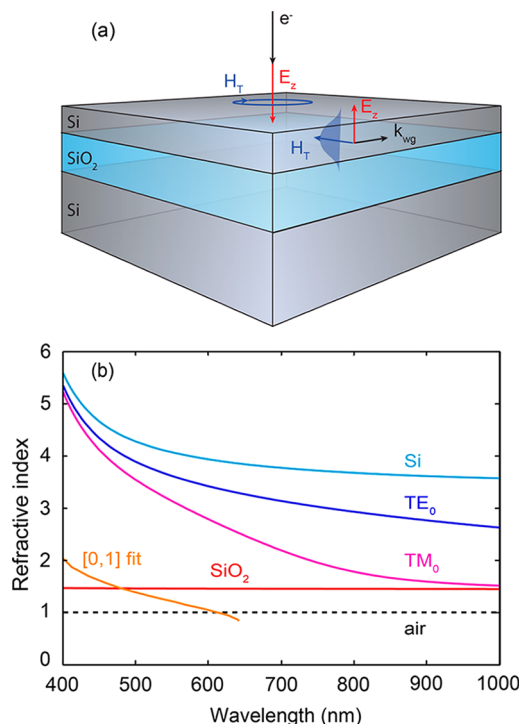 (a)
e-
H_T
E_z
Si
E_z
SiO2
H_T
k_wg
Si
(b)
6
5
4
3
2
1
0
Refractive index
Si
TE0
TM0
[0,1] fit
SiO2
air
400 500 600 700 800 900 1000
Wavelength (nm)